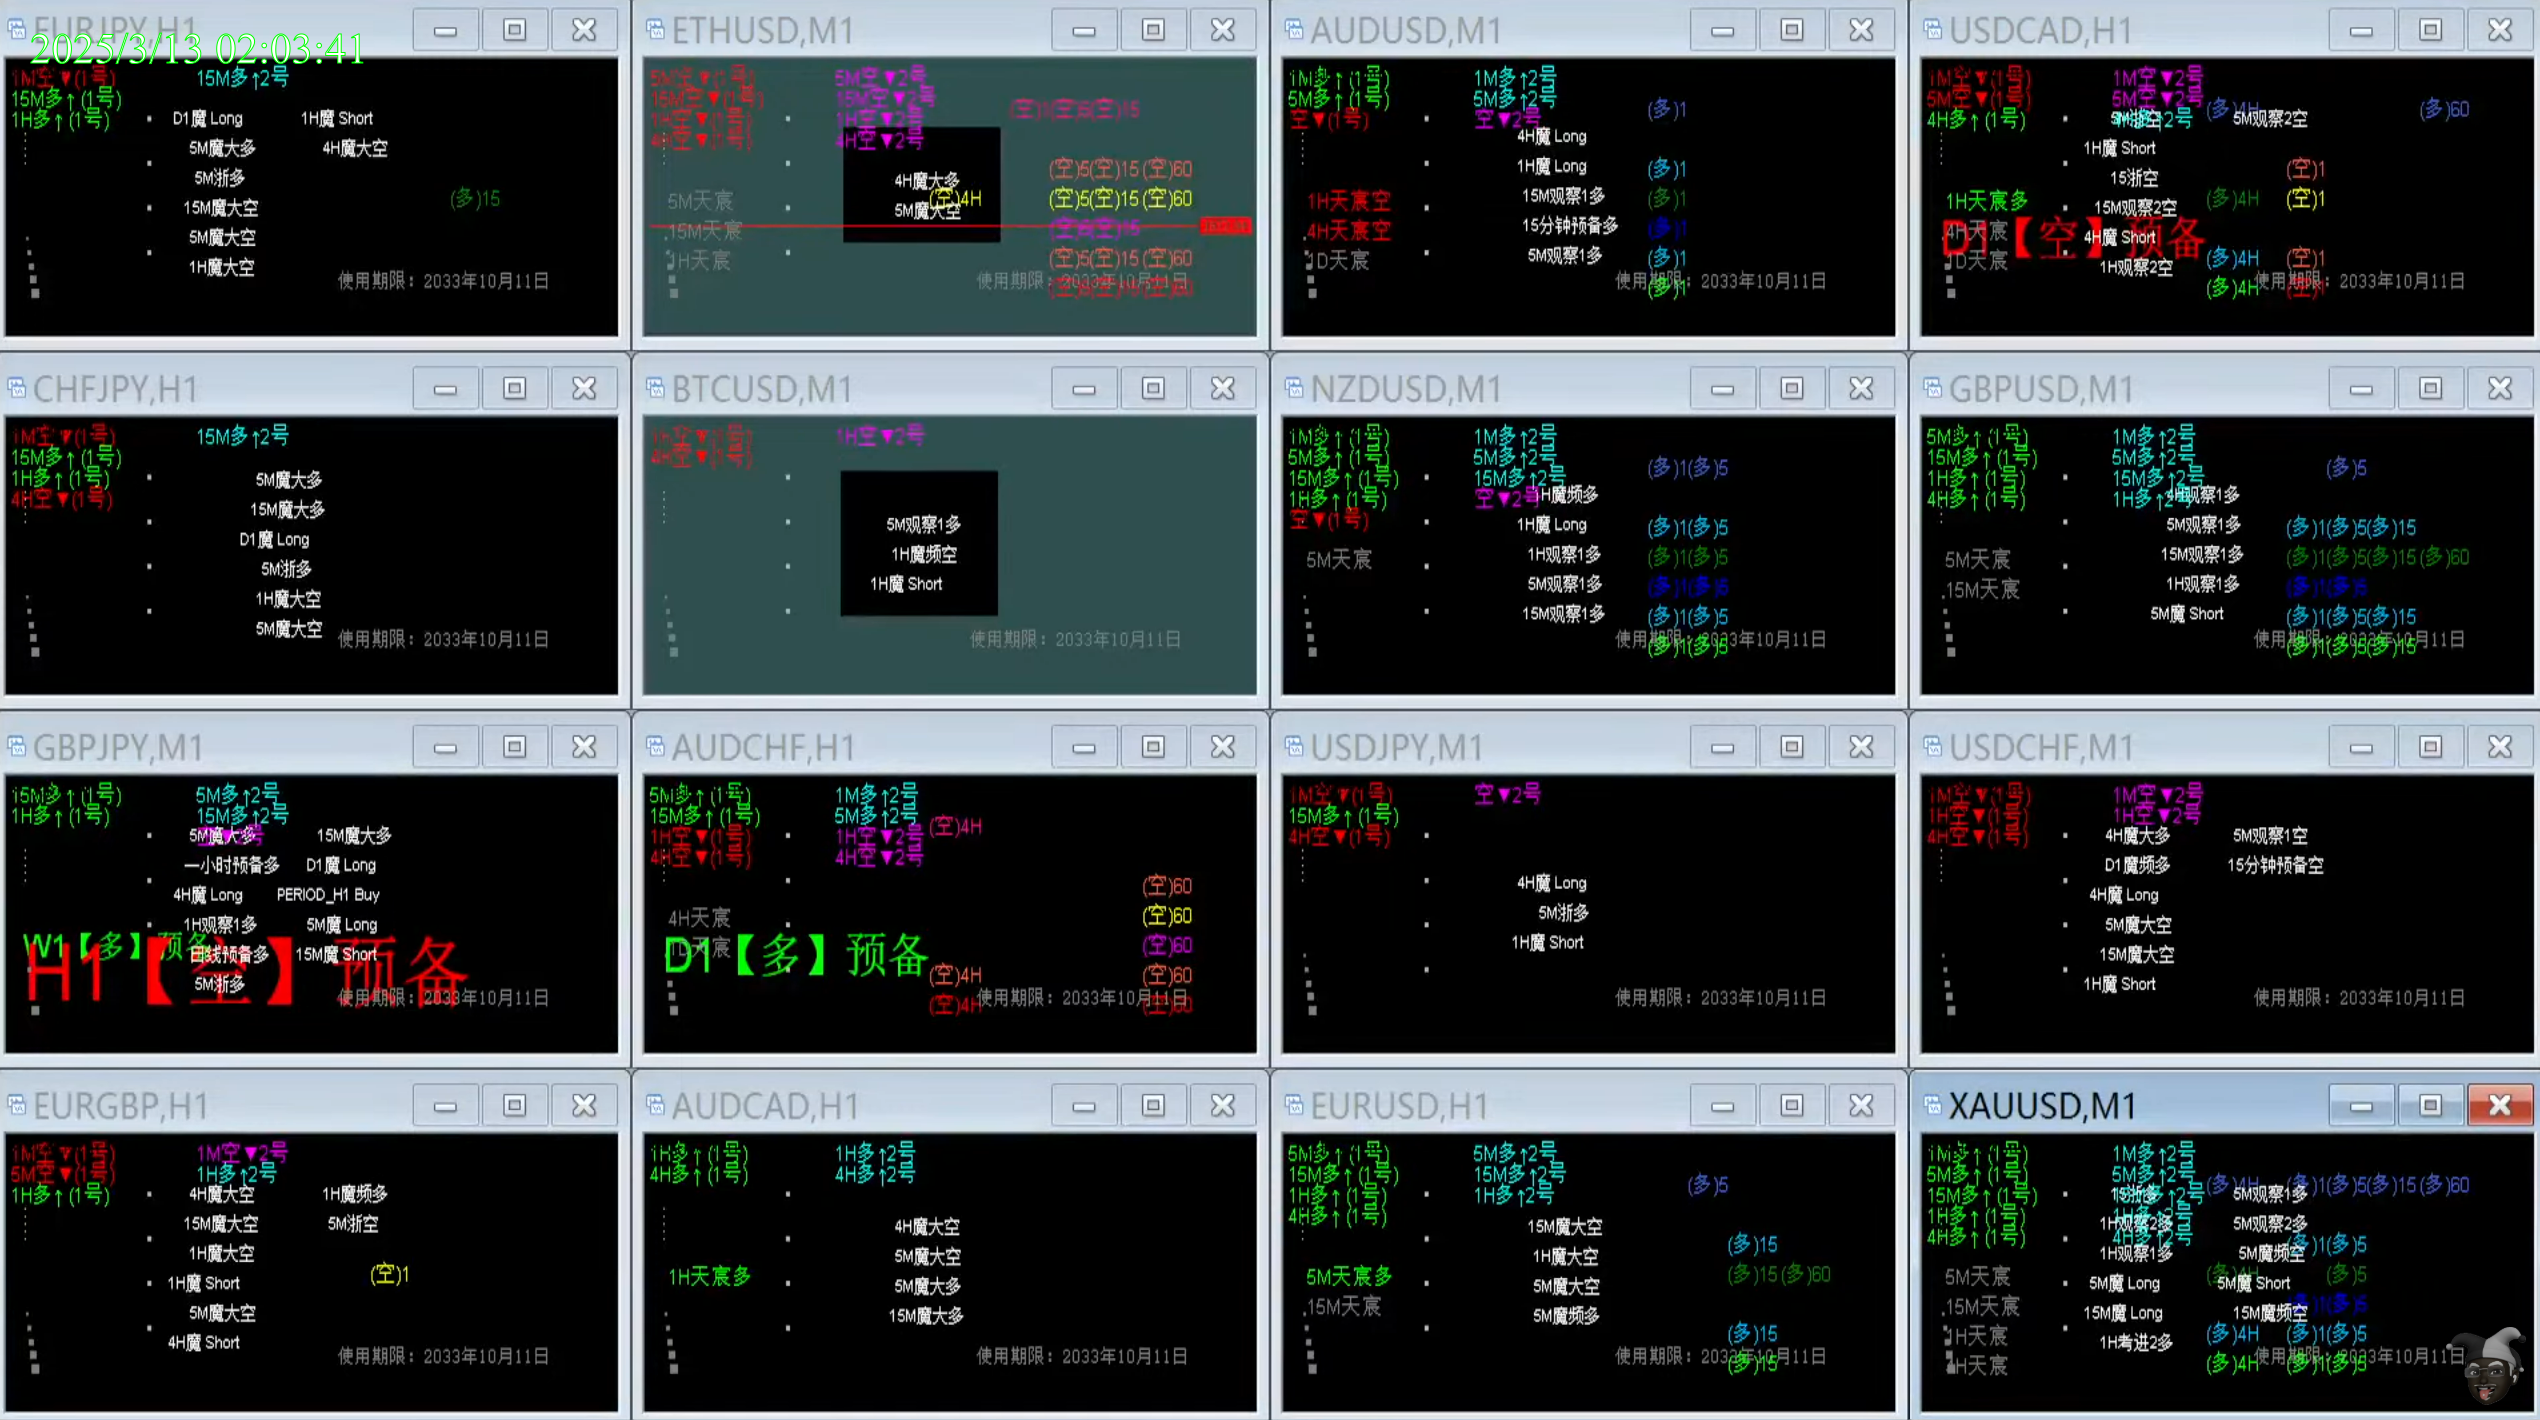 EURJPY,H1
2025/3/13 02:03:41
1M空▼(1号)
15M多↑2号
15M多↑(1号)
1H多↑(1号)
D1魔 Long
1H魔 Short
5M魔大多
4H魔大空
5M浙多
(多)15
15M魔大空
5M魔大空
1H魔大空
使用期限：2033年10月11日
ETHUSD,M1
5M空▼(1号)
5M空▼2号
15M空▼(1号)
15M空▼2号
1H空▼(1号)
1H空▼2号
4H空▼(1号)
4H空▼2号
(空)1(空)5(空)15
4H魔大多
(空)5(空)15(空)60
5M天宸
(空)4H
(空)5(空)15(空)60
5M魔大空
15M天宸
1H天宸
(空)5(空)15(空)60
使用期限：2033年10月11日
AUDUSD,M1
1M多↑(1号)
1M多↑2号
5M多↑(1号)
5M多↑2号
空▼(1号)
空▼2号
(多)1
4H魔 Long
1H魔 Long
(多)1
15M观察1多
(多)1
1H天宸空
15分钟预备多
(多)1
4H天宸空
5M观察1多
(多)1
1D天宸
(多)1
使用期限：2033年10月11日
USDCAD,H1
1M空▼(1号)
1M空▼2号
5M空▼(1号)
5M空▼2号
4H多↑(1号)
4H多↑2号
(多)4H
(多)60
5M浙空
5M观察2空
1H魔 Short
15浙空
(空)1
1H天宸多
15M观察2空
(多)4H
(空)1
D1【空】预备
4H天宸
4H魔 Short
1D天宸
1H观察2空
(多)4H
(空)1
(多)4H
(空)1
使用期限：2033年10月11日
CHFJPY,H1
1M空▼(1号)
15M多↑2号
15M多↑(1号)
1H多↑(1号)
4H空▼(1号)
5M魔大多
15M魔大多
D1魔 Long
5M浙多
1H魔大空
5M魔大空
使用期限：2033年10月11日
BTCUSD,M1
1H空▼(1号)
1H空▼2号
4H空▼(1号)
5M观察1多
1H魔频空
1H魔 Short
使用期限：2033年10月11日
NZDUSD,M1
1M多↑(1号)
1M多↑2号
5M多↑(1号)
5M多↑2号
15M多↑(1号)
15M多↑2号
1H多↑(1号)
空▼2号
空▼(1号)
(多)1(多)5
1H魔频多
1H魔 Long
(多)1(多)5
1H观察1多
(多)1(多)5
5M天宸
5M观察1多
(多)1(多)5
15M观察1多
(多)1(多)5
(多)1(多)5
使用期限：2033年10月11日
GBPUSD,M1
5M多↑(1号)
1M多↑2号
15M多↑(1号)
5M多↑2号
1H多↑(1号)
15M多↑2号
4H多↑(1号)
1H多↑2号
(多)5
4H观察1多
5M观察1多
(多)1(多)5(多)15
15M观察1多
(多)1(多)5(多)15(多)60
5M天宸
1H观察1多
(多)1(多)5
15M天宸
5M魔 Short
(多)1(多)5(多)15
(多)1(多)5(多)15
使用期限：2033年10月11日
GBPJPY,M1
15M多↑(1号)
5M多↑2号
1H多↑(1号)
15M多↑2号
空▼2号
5M魔大多
15M魔大多
一小时预备多
D1魔 Long
4H魔 Long
PERIOD_H1 Buy
1H观察1多
5M魔 Long
W1【多】预备
日线预备多
15M魔 Short
H1【空】预备
5M浙多
使用期限：2033年10月11日
AUDCHF,H1
5M多↑(1号)
1M多↑2号
15M多↑(1号)
5M多↑2号
1H空▼(1号)
1H空▼2号
4H空▼(1号)
4H空▼2号
(空)4H
(空)60
4H天宸
(空)60
1D天宸
D1【多】预备
(空)60
(空)4H
(空)60
(空)4H
(空)60
使用期限：2033年10月11日
USDJPY,M1
1M空▼(1号)
空▼2号
15M多↑(1号)
4H空▼(1号)
4H魔 Long
5M浙多
1H魔 Short
使用期限：2033年10月11日
USDCHF,M1
1M空▼(1号)
1M空▼2号
1H空▼(1号)
1H空▼2号
4H空▼(1号)
4H魔大多
5M观察1空
D1魔频多
15分钟预备空
4H魔 Long
5M魔大空
15M魔大空
1H魔 Short
使用期限：2033年10月11日
EURGBP,H1
1M空▼(1号)
1M空▼2号
5M空▼(1号)
1H多↑2号
1H多↑(1号)
4H魔大空
1H魔频多
15M魔大空
5M浙空
1H魔大空
(空)1
1H魔 Short
5M魔大空
4H魔 Short
使用期限：2033年10月11日
AUDCAD,H1
1H多↑(1号)
1H多↑2号
4H多↑(1号)
4H多↑2号
4H魔大空
5M魔大空
1H天宸多
5M魔大多
15M魔大多
使用期限：2033年10月11日
EURUSD,H1
5M多↑(1号)
5M多↑2号
15M多↑(1号)
15M多↑2号
1H多↑(1号)
1H多↑2号
4H多↑(1号)
(多)5
15M魔大空
(多)15
1H魔大空
5M天宸多
5M魔大空
(多)15(多)60
15M天宸
5M魔频多
(多)15
(多)15
使用期限：2033年10月11日
XAUUSD,M1
1M多↑(1号)
1M多↑2号
5M多↑(1号)
5M多↑2号
15M多↑(1号)
15M多↑2号
1H多↑(1号)
1H多↑2号
4H多↑(1号)
4H多↑2号
(多)4H
(多)1(多)5(多)15(多)60
15浙多
5M观察1多
1H观察2多
5M观察2多
(多)1(多)5
1H观察1多
5M魔频空
5M天宸
5M魔 Long
5M魔 Short
(多)4H
(多)5
15M天宸
15M魔 Long
15M魔频空
(多)1(多)5
1H天宸
1H考进2多
(多)4H
(多)1(多)5
4H天宸
(多)4H
(多)1(多)5
使用期限：2033年10月11日